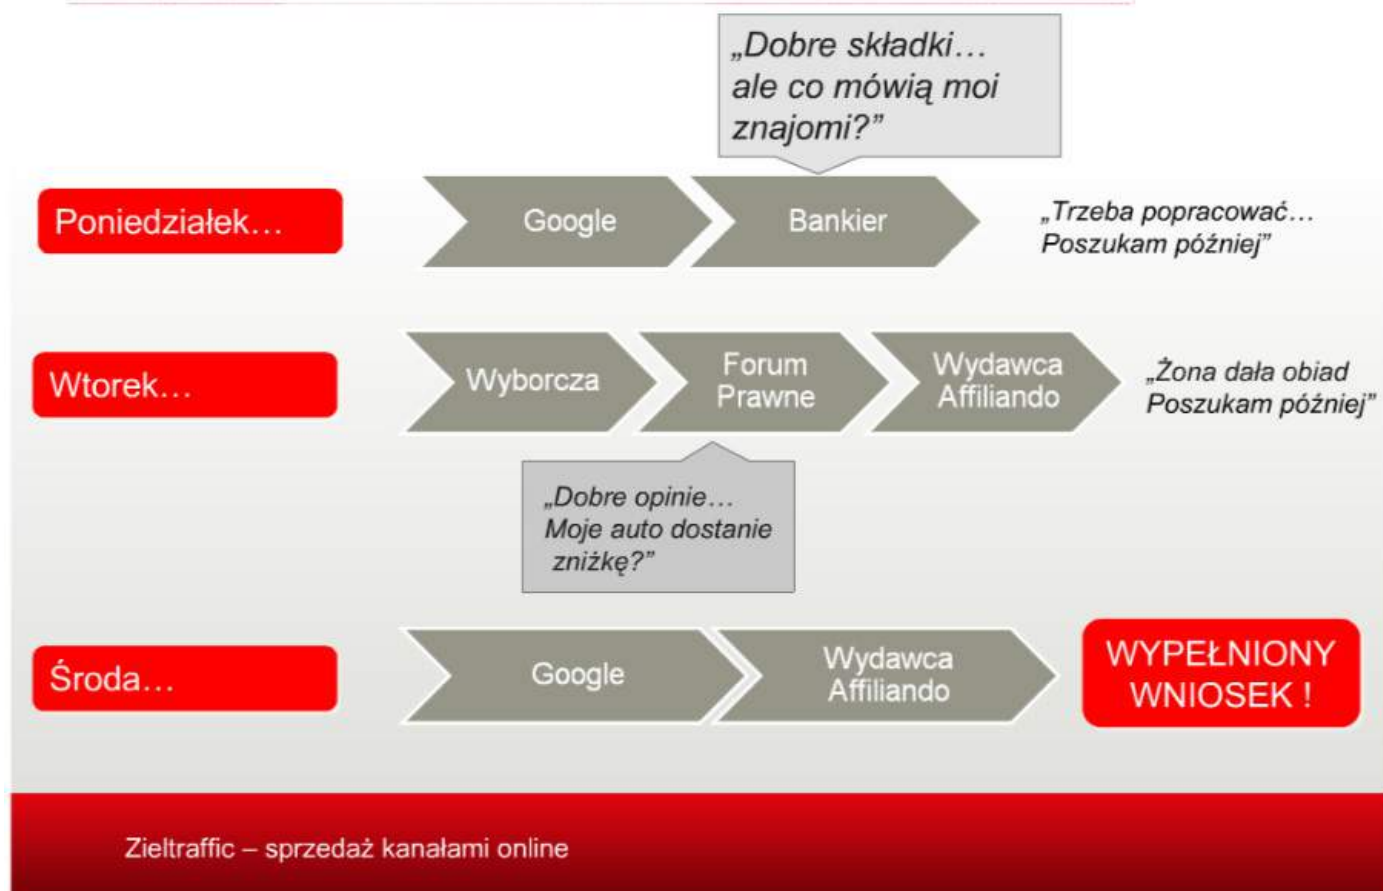 „Dobre składki…
ale co mówią moi
znajomi?”
Poniedziałek…
Google
Bankier
„Trzeba popracować…
Poszukam później”
Wtorek…
Wyborcza
Forum
Prawne
Wydawca
Affiliando
„Żona dała obiad
Poszukam później”
„Dobre opinie…
Moje auto dostanie
zniżkę?”
Środa…
Google
Wydawca
Affiliando
WYPEŁNIONY
WNIOSEK !
Zieltraffic – sprzedaż kanałami online